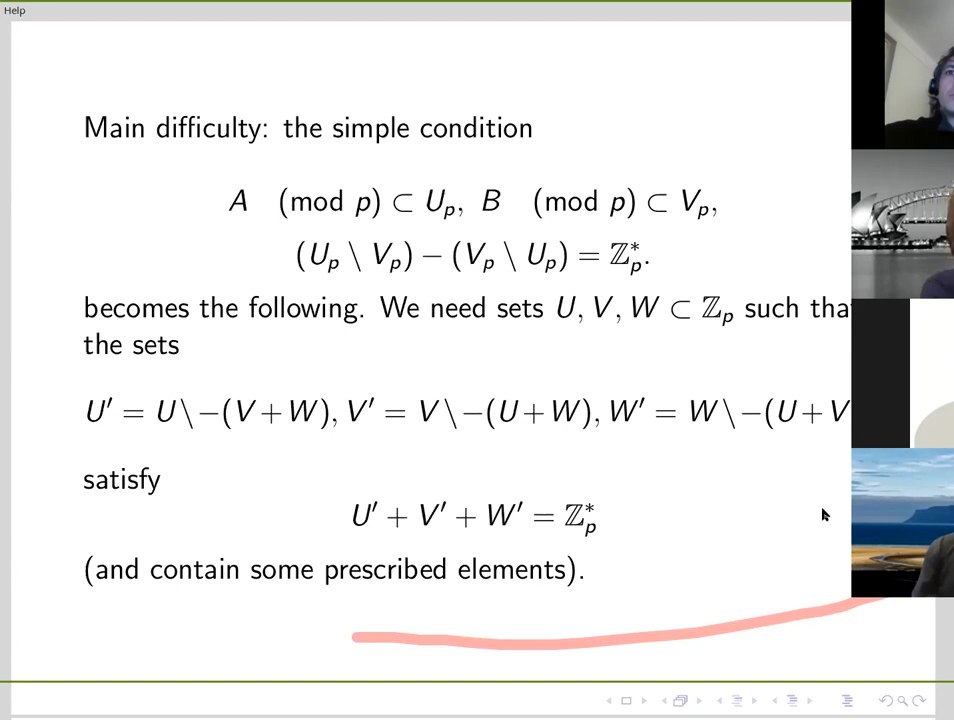 Help
Main difficulty: the simple condition
A (mod p) ⊂ U_p, B (mod p) ⊂ V_p,
(U_p \ V_p) − (V_p \ U_p) = ℤ_p^*.
becomes the following. We need sets U, V, W ⊂ ℤ_p such tha
the sets
U′ = U\−(V+W), V′ = V\−(U+W), W′ = W\−(U+V
satisfy
U′ + V′ + W′ = ℤ_p^*
(and contain some prescribed elements).